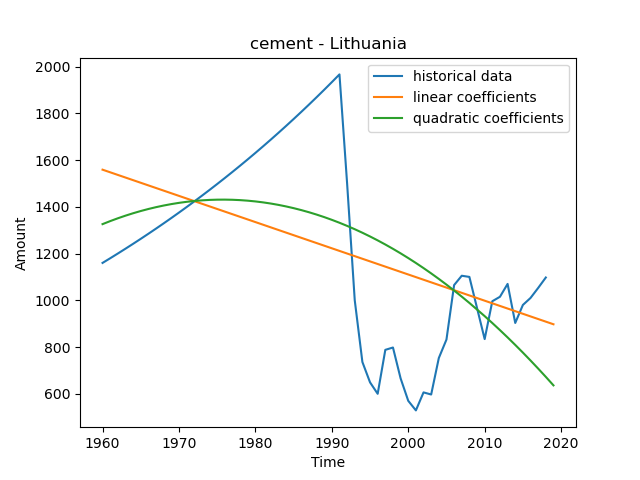 cement - Lithuania
historical data
linear coefficients
quadratic coefficients
2000
1800
1600
1400
1200
1000
800
600
Amount
1960 1970 1980 1990 2000 2010 2020
Time